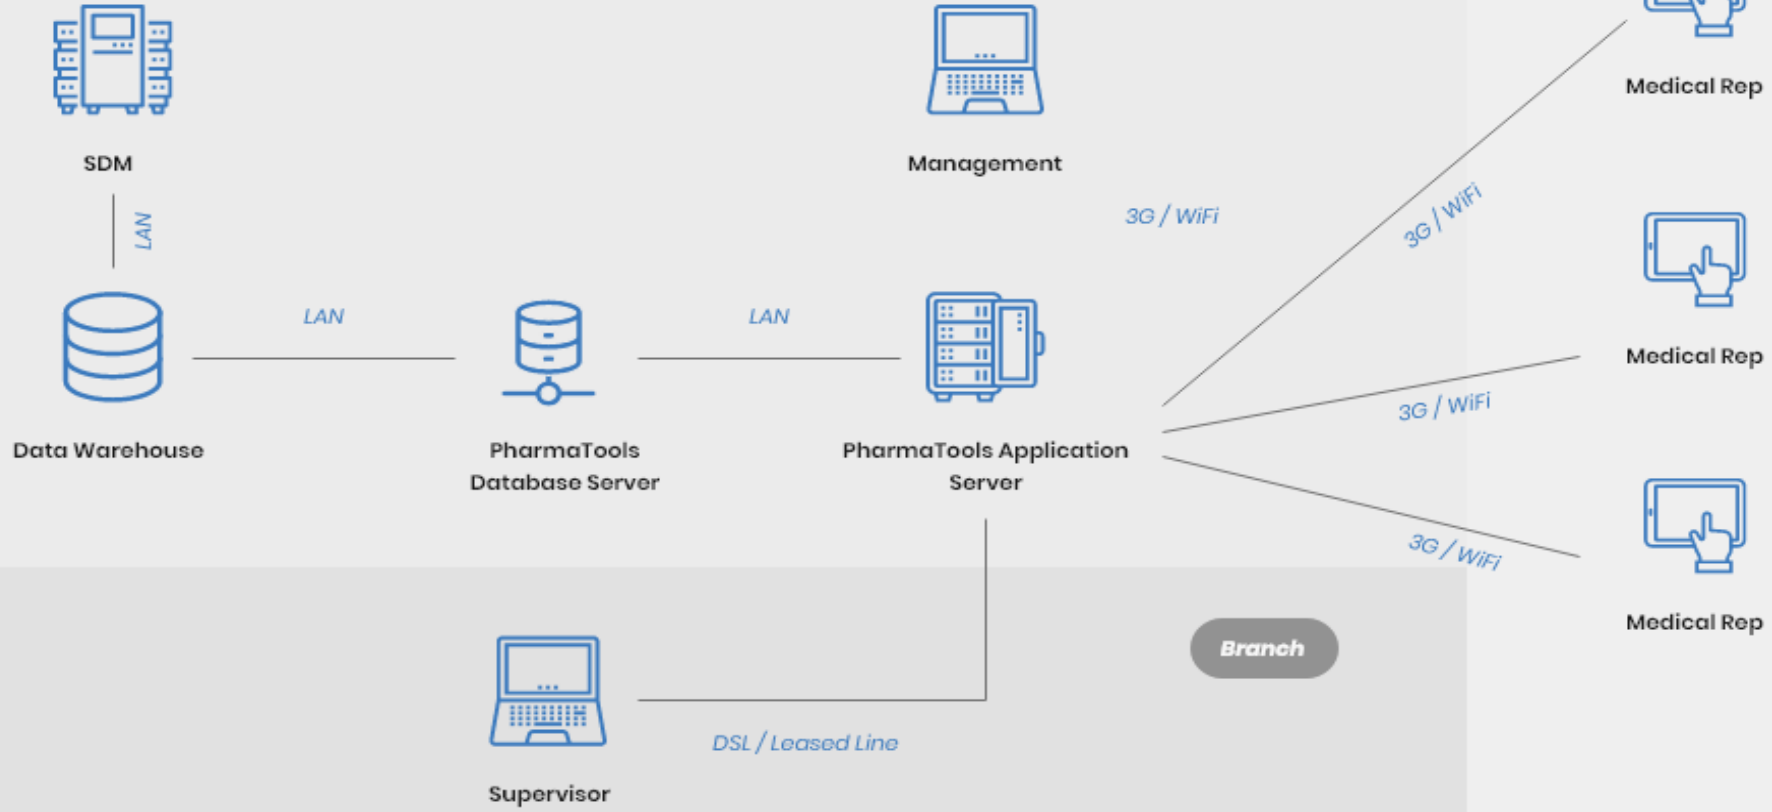 Medical Rep
SDM
Management
LAN
3G / WiFi
3G / WiFi
LAN
LAN
Medical Rep
3G / WiFi
Data Warehouse
PharmaTools
Database Server
PharmaTools Application
Server
3G / WiFi
Medical Rep
Branch
DSL / Leased Line
Supervisor